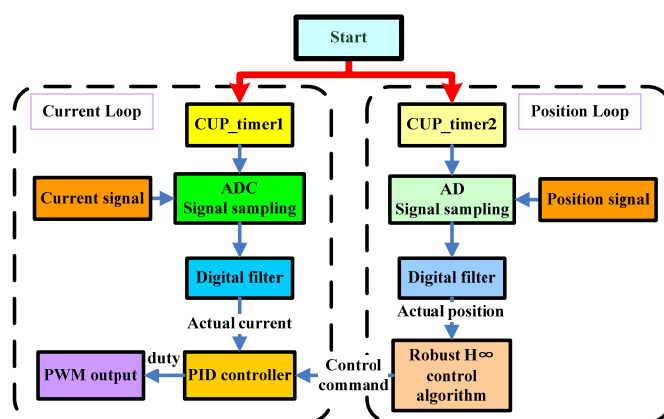 Start
Current Loop
CUP_timer1
CUP_timer2
Position Loop
Current signal
ADC
Signal sampling
AD
Signal sampling
Position signal
Digital filter
Digital filter
Actual current
Actual position
PWM output
duty
PID controller
Control
command
Robust H∞
control
algorithm